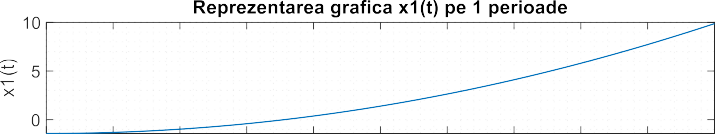 Reprezentarea grafica x1(t) pe 1 perioade
10
5
0
x1(t)